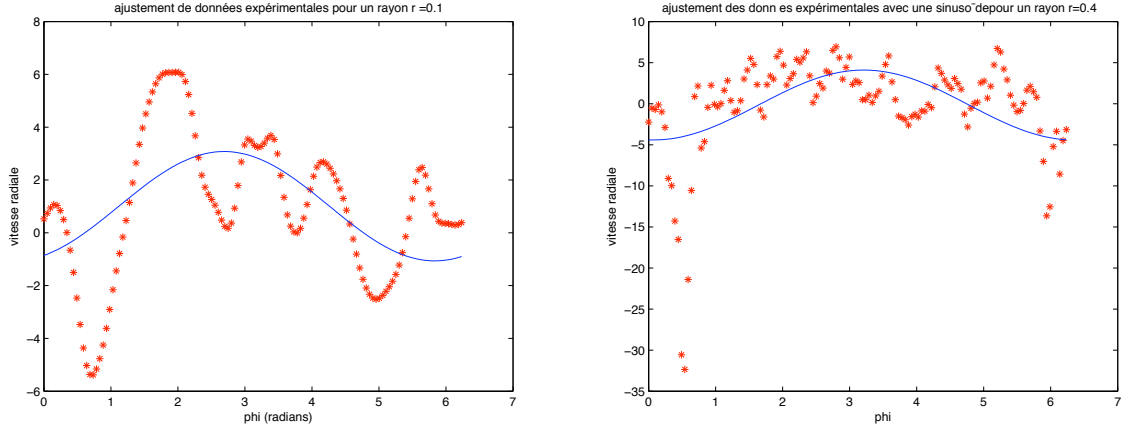 ajustement de données expérimentales pour un rayon r =0.1
8
6
4
2
0
−2
−4
−6
vitesse radiale
0 1 2 3 4 5 6 7
phi (radians)
ajustement des donn es expérimentales avec une sinuso¨depour un rayon r=0.4
10
5
0
−5
−10
−15
−20
−25
−30
−35
vitesse radiale
0 1 2 3 4 5 6 7
phi